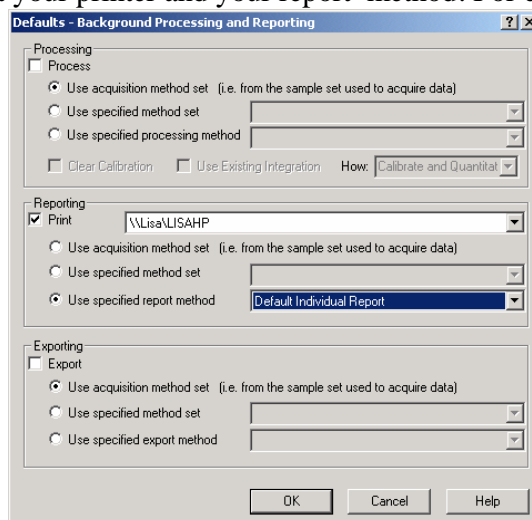 your printer and your report method. For
Defaults - Background Processing and Reporting
Processing
Process
Use acquisition method set (i.e. from the sample set used to acquire data)
Use specified method set
Use specified processing method
Clear Calibration Use Existing Integration How: Calibrate and Quantitat
Reporting
Print \\Lisa\LISAHP
Use acquisition method set (i.e. from the sample set used to acquire data)
Use specified method set
Use specified report method Default Individual Report
Exporting
Export
Use acquisition method set (i.e. from the sample set used to acquire data)
Use specified method set
Use specified export method
OK Cancel Help